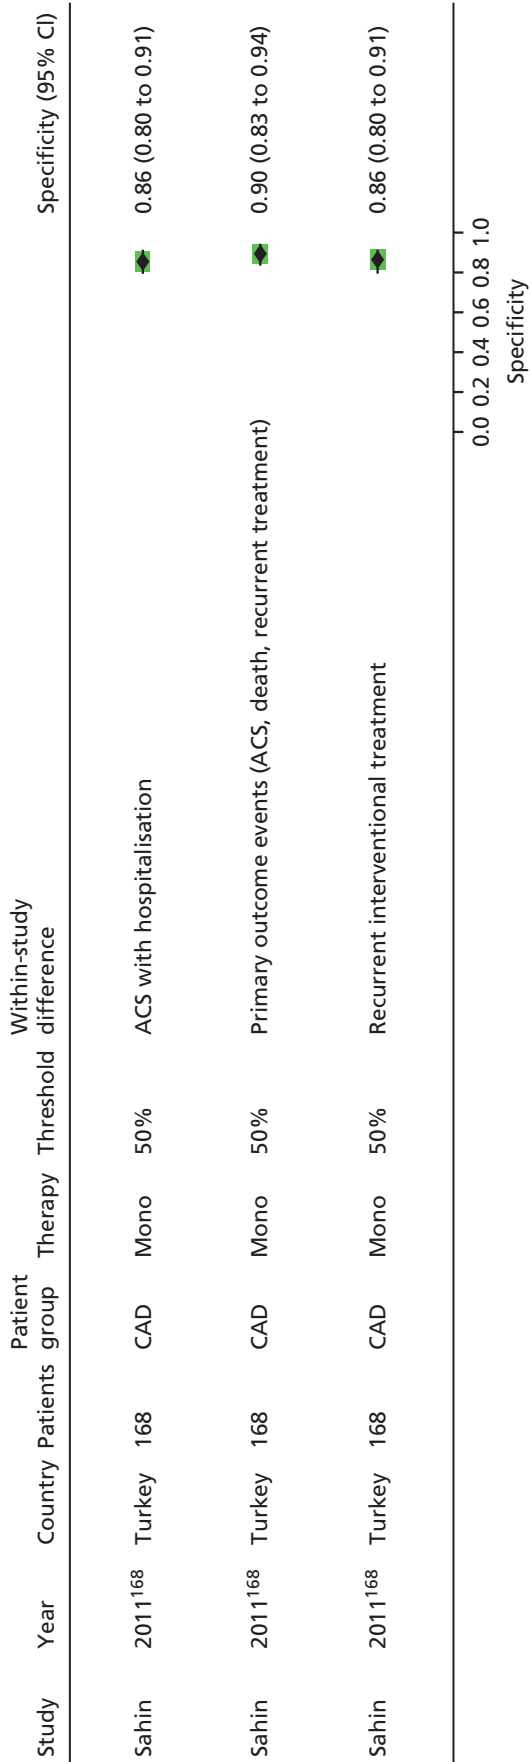 Study Year Country Patients Patient group Therapy Threshold Within-study difference Specificity (95% CI)
Sahin 2011168 Turkey 168 CAD Mono 50% ACS with hospitalisation 0.86 (0.80 to 0.91)
Sahin 2011168 Turkey 168 CAD Mono 50% Primary outcome events (ACS, death, recurrent treatment) 0.90 (0.83 to 0.94)
Sahin 2011168 Turkey 168 CAD Mono 50% Recurrent interventional treatment 0.86 (0.80 to 0.91)
0.0 0.2 0.4 0.6 0.8 1.0
Specificity